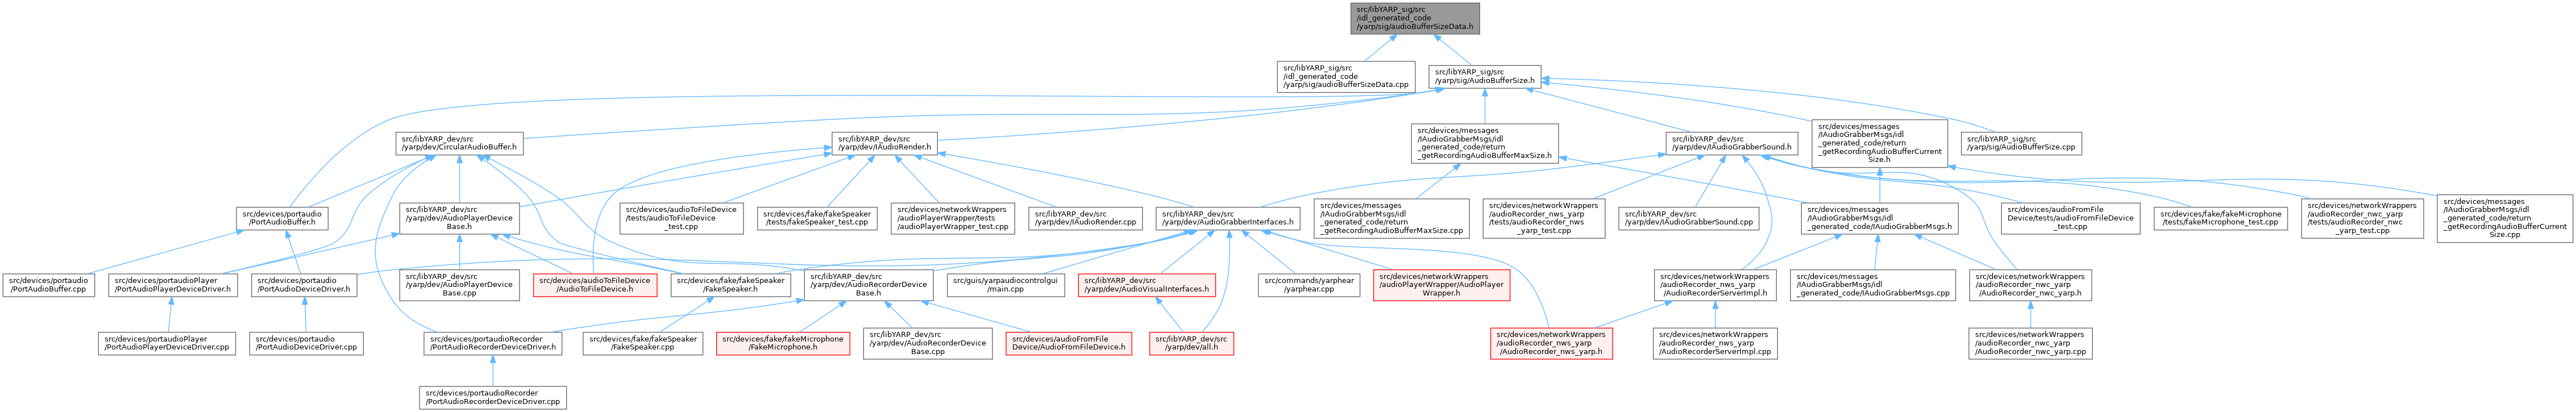 src/libYARP_sig/src
/idl_generated_code
/yarp/sig/audioBufferSizeData.h
src/libYARP_sig/src
/idl_generated_code
/yarp/sig/audioBufferSizeData.cpp
src/libYARP_sig/src
/yarp/sig/AudioBufferSize.h
src/libYARP_dev/src
/yarp/dev/CircularAudioBuffer.h
src/libYARP_dev/src
/yarp/dev/IAudioRender.h
src/devices/messages
/IAudioGrabberMsgs/idl
_generated_code/return
_getRecordingAudioBufferMaxSize.h
src/libYARP_dev/src
/yarp/dev/IAudioGrabberSound.h
src/devices/messages
/IAudioGrabberMsgs/idl
_generated_code/return
_getRecordingAudioBufferCurrent
Size.h
src/libYARP_sig/src
/yarp/sig/AudioBufferSize.cpp
src/devices/portaudio
/PortAudioBuffer.h
src/libYARP_dev/src
/yarp/dev/AudioPlayerDevice
Base.h
src/devices/audioToFileDevice
/tests/audioToFileDevice
_test.cpp
src/devices/fake/fakeSpeaker
/tests/fakeSpeaker_test.cpp
src/devices/networkWrappers
/audioPlayerWrapper/tests
/audioPlayerWrapper_test.cpp
src/libYARP_dev/src
/yarp/dev/IAudioRender.cpp
src/libYARP_dev/src
/yarp/dev/AudioGrabberInterfaces.h
src/devices/messages
/IAudioGrabberMsgs/idl
_generated_code/return
_getRecordingAudioBufferMaxSize.cpp
src/devices/networkWrappers
/audioRecorder_nws_yarp
/tests/audioRecorder_nws
_yarp_test.cpp
src/libYARP_dev/src
/yarp/dev/IAudioGrabberSound.cpp
src/devices/messages
/IAudioGrabberMsgs/idl
_generated_code/IAudioGrabberMsgs.h
src/devices/audioFromFile
Device/tests/audioFromFileDevice
_test.cpp
src/devices/fake/fakeMicrophone
/tests/fakeMicrophone_test.cpp
src/devices/networkWrappers
/audioRecorder_nwc_yarp
/tests/audioRecorder_nwc
_yarp_test.cpp
src/devices/messages
/IAudioGrabberMsgs/idl
_generated_code/return
_getRecordingAudioBufferCurrent
Size.cpp
src/devices/portaudio
/PortAudioBuffer.cpp
src/devices/portaudioPlayer
/PortAudioPlayerDeviceDriver.h
src/devices/portaudio
/PortAudioDeviceDriver.h
src/libYARP_dev/src
/yarp/dev/AudioPlayerDevice
Base.cpp
src/devices/audioToFileDevice
/AudioToFileDevice.h
src/devices/fake/fakeSpeaker
/FakeSpeaker.h
src/libYARP_dev/src
/yarp/dev/AudioRecorderDevice
Base.h
src/guis/yarpaudiocontrolgui
/main.cpp
src/libYARP_dev/src
/yarp/dev/AudioVisualInterfaces.h
src/commands/yarphear
/yarphear.cpp
src/devices/networkWrappers
/audioPlayerWrapper/AudioPlayer
Wrapper.h
src/devices/networkWrappers
/audioRecorder_nws_yarp
/AudioRecorderServerImpl.h
src/devices/messages
/IAudioGrabberMsgs/idl
_generated_code/IAudioGrabberMsgs.cpp
src/devices/networkWrappers
/audioRecorder_nwc_yarp
/AudioRecorder_nwc_yarp.h
src/devices/portaudioPlayer
/PortAudioPlayerDeviceDriver.cpp
src/devices/portaudio
/PortAudioDeviceDriver.cpp
src/devices/portaudioRecorder
/PortAudioRecorderDeviceDriver.h
src/devices/fake/fakeSpeaker
/FakeSpeaker.cpp
src/devices/fake/fakeMicrophone
/FakeMicrophone.h
src/libYARP_dev/src
/yarp/dev/AudioRecorderDevice
Base.cpp
src/devices/audioFromFile
Device/AudioFromFileDevice.h
src/libYARP_dev/src
/yarp/dev/all.h
src/devices/networkWrappers
/audioRecorder_nws_yarp
/AudioRecorder_nws_yarp.h
src/devices/networkWrappers
/audioRecorder_nws_yarp
/AudioRecorderServerImpl.cpp
src/devices/networkWrappers
/audioRecorder_nwc_yarp
/AudioRecorder_nwc_yarp.cpp
src/devices/portaudioRecorder
/PortAudioRecorderDeviceDriver.cpp